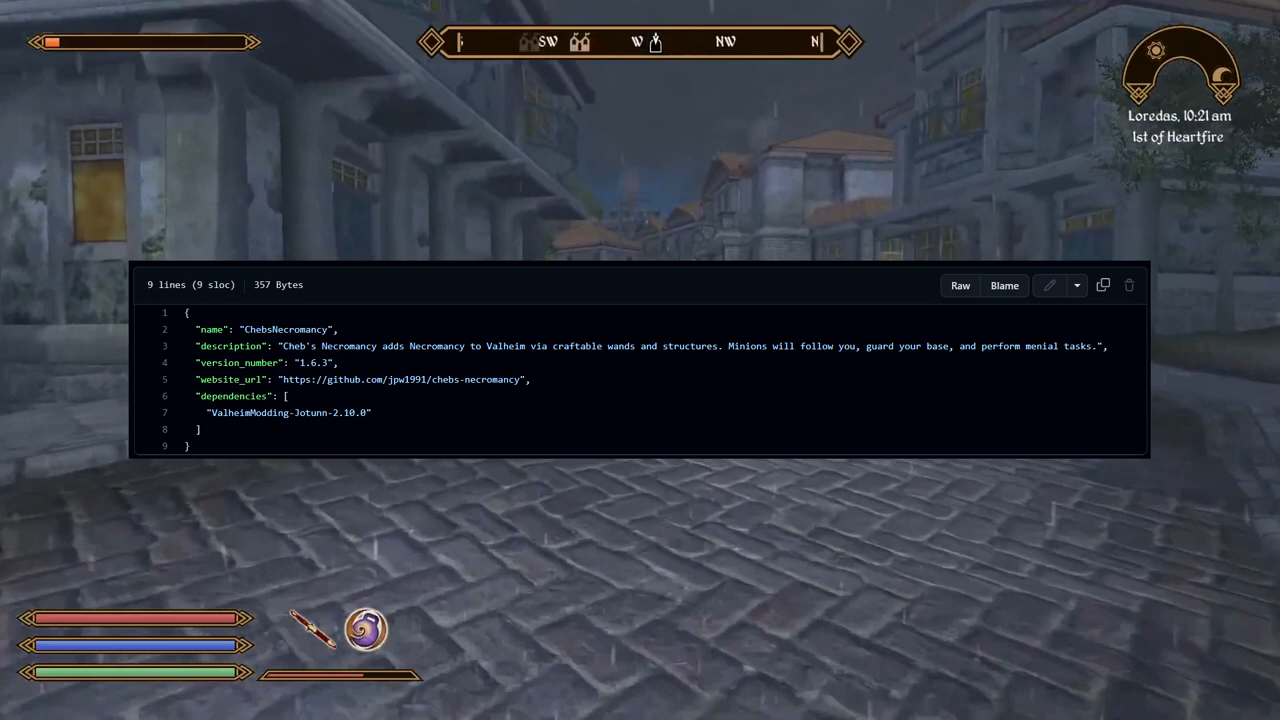 SW W NW N
Loredas, 10:21 am
1st of Heartfire
9 lines (9 sloc) 357 Bytes Raw Blame
1 {
2 "name": "ChebsNecromancy",
3 "description": "Cheb's Necromancy adds Necromancy to Valheim via craftable wands and structures. Minions will follow you, guard your base, and perform menial tasks.",
4 "version_number": "1.6.3",
5 "website_url": "https://github.com/jpw1991/chebs-necromancy",
6 "dependencies": [
7 "ValheimModding-Jotunn-2.10.0"
8 ]
9 }